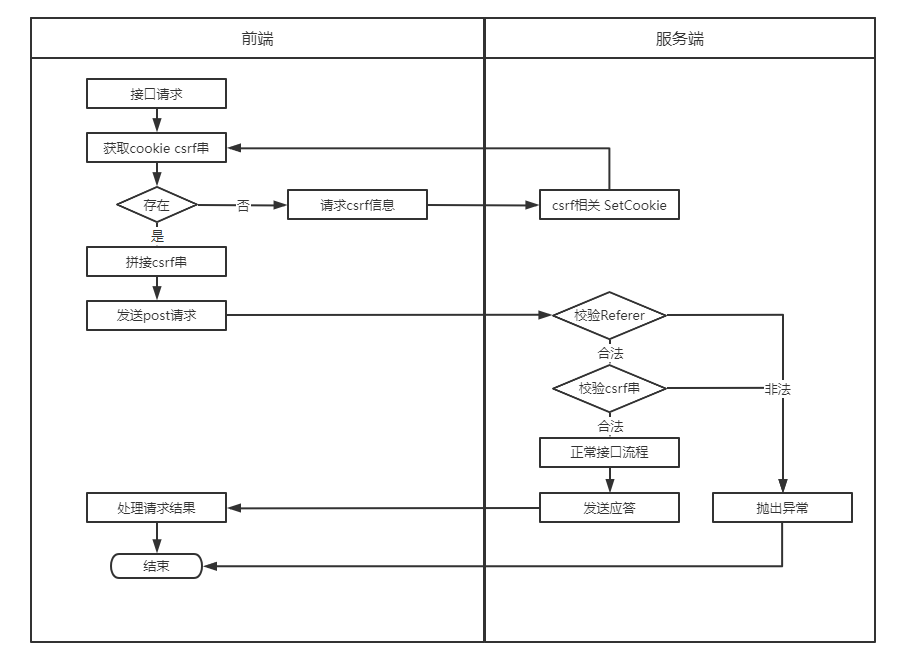 前端
服务端
接口请求
获取cookie csrf串
存在
否
请求csrf信息
csrf相关 SetCookie
是
拼接csrf串
发送post请求
校验Referer
合法
校验csrf串
非法
合法
正常接口流程
处理请求结果
发送应答
抛出异常
结束